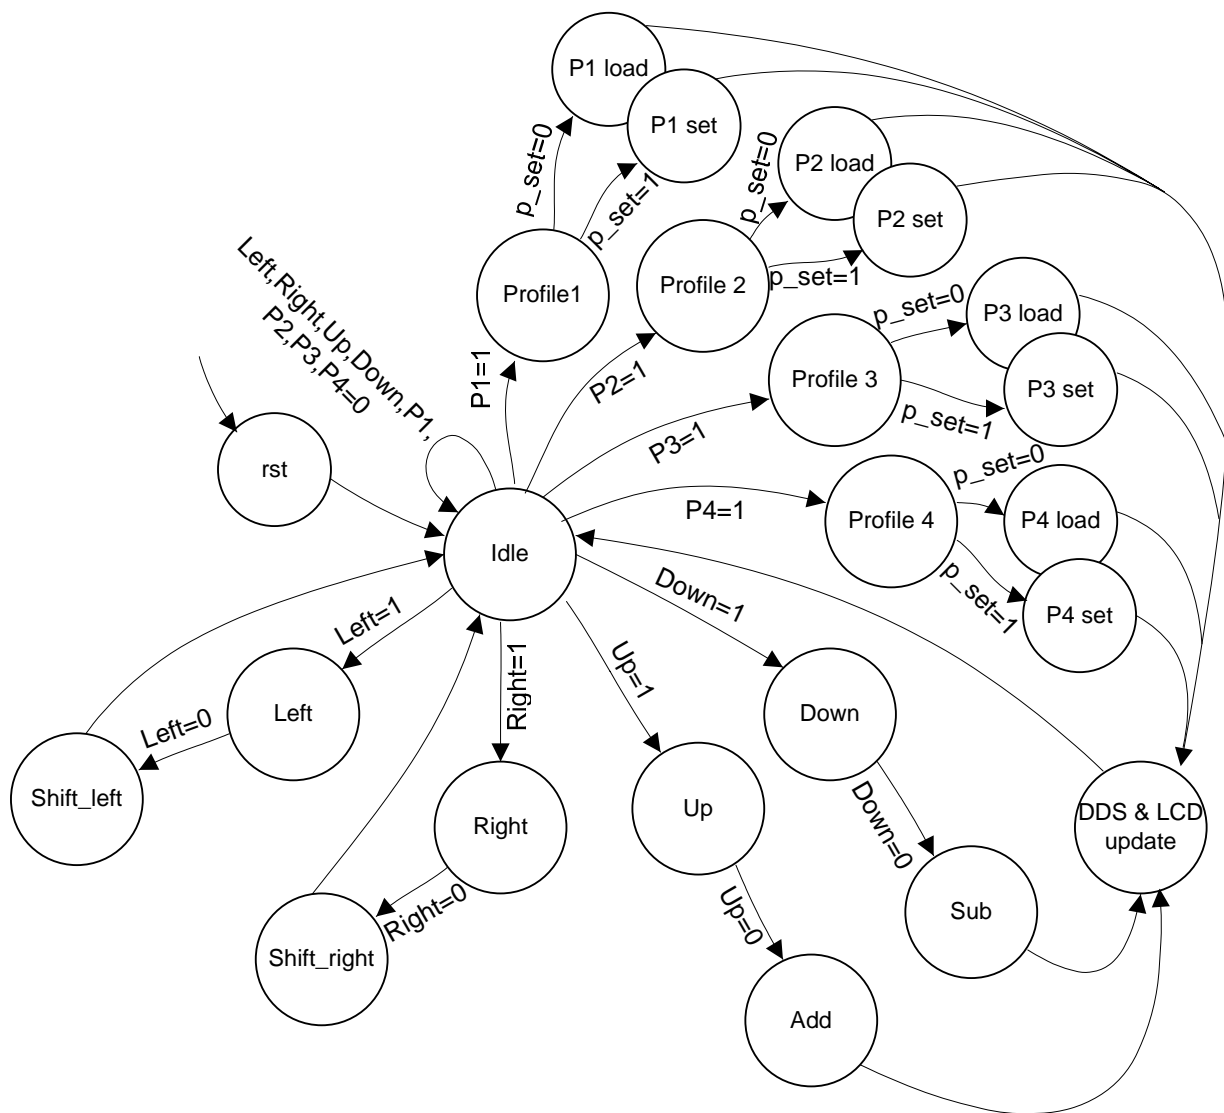 P1 load
P1 set
p_set=0
p_set=1
P2 load
P2 set
p_set=0
p_set=1
Profile1
Profile 2
Left,Right,Up,Down,P1,
P2,P3,P4=0
P1=1
P2=1
P3 load
P3 set
p_set=0
p_set=1
Profile 3
P3=1
rst
Idle
P4=1
Profile 4
p_set=0
p_set=1
P4 load
P4 set
Left=1
Right=1
Up=1
Down=1
Left
Left=0
Shift_left
Right
Right=0
Shift_right
Up
Up=0
Add
Down
Down=0
Sub
DDS & LCD
update